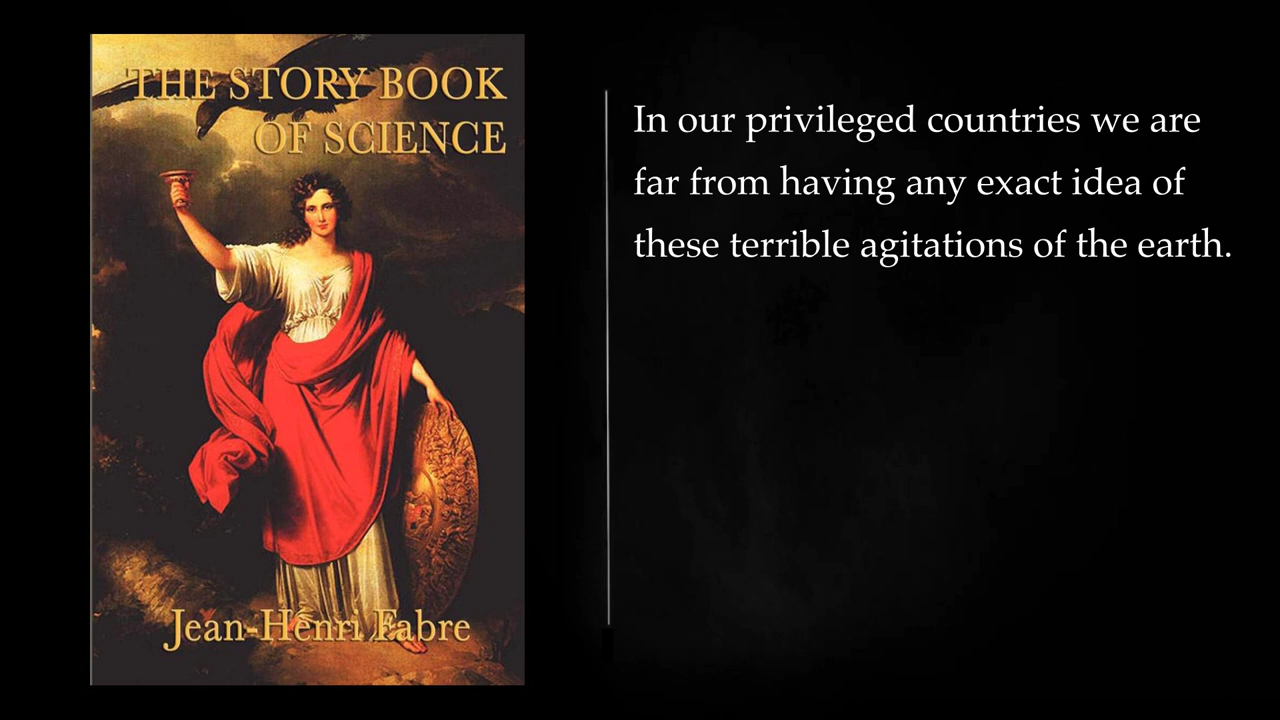 THE STORY BOOK
OF SCIENCE
Jean-Henri Fabre
In our privileged countries we are
far from having any exact idea of
these terrible agitations of the earth.